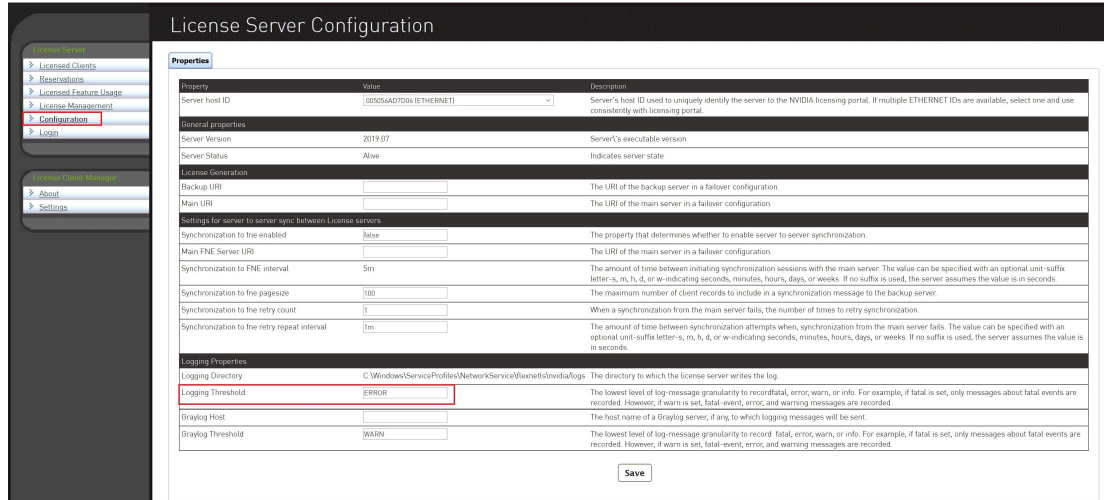 License Server Configuration
License Server
Licensed Clients
Reservations
Licensed Feature Usage
License Management
Configuration
Login
License Client Manager
About
Settings
Properties
Property Value Description
Server host ID 005056AD7D06 (ETHERNET) Server's host ID used to uniquely identify the server to the NVIDIA licensing portal. If multiple ETHERNET IDs are available, select one and use
consistently with licensing portal.
General properties
Server Version 2019.07 Server\'s executable version
Server Status Alive Indicates server state
License Generation
Backup URI The URI of the backup server in a failover configuration.
Main URI The URI of the main server in a failover configuration.
Settings for server to server sync between License servers
Synchronization to fne enabled false The property that determines whether to enable server to server synchronization.
Main FNE Server URI The URI of the main server in a failover configuration.
Synchronization to FNE interval 5m The amount of time between initiating synchronization sessions with the main server. The value can be specified with an optional unit-suffix
letter-s, m, h, d, or w-indicating seconds, minutes, hours, days, or weeks. If no suffix is used, the server assumes the value is in seconds.
Synchronization to fne pagesize 100 The maximum number of client records to include in a synchronization message to the backup server.
Synchronization to fne retry count 1 When a synchronization from the main server fails, the number of times to retry synchronization.
Synchronization to fne retry repeat interval 1m The amount of time between synchronization attempts when, synchronization from the main server fails. The value can be specified with an
optional unit-suffix letter-s, m, h, d, or w-indicating seconds, minutes, hours, days, or weeks. If no suffix is used, the server assumes the value is
in seconds.
Logging Properties
Logging Directory C:\Windows\ServiceProfiles\NetworkService\flexnetls\nvidia/logs The directory to which the license server writes the log.
Logging Threshold ERROR The lowest level of log-message granularity to recordfatal, error, warn, or info. For example, if fatal is set, only messages about fatal events are
recorded. However, if warn is set, fatal-event, error, and warning messages are recorded.
Graylog Host The host name of a Graylog server, if any, to which logging messages will be sent.
Graylog Threshold WARN The lowest level of log-message granularity to record fatal, error, warn, or info. For example, if fatal is set, only messages about fatal events are
recorded. However, if warn is set, fatal-event, error, and warning messages are recorded.
Save